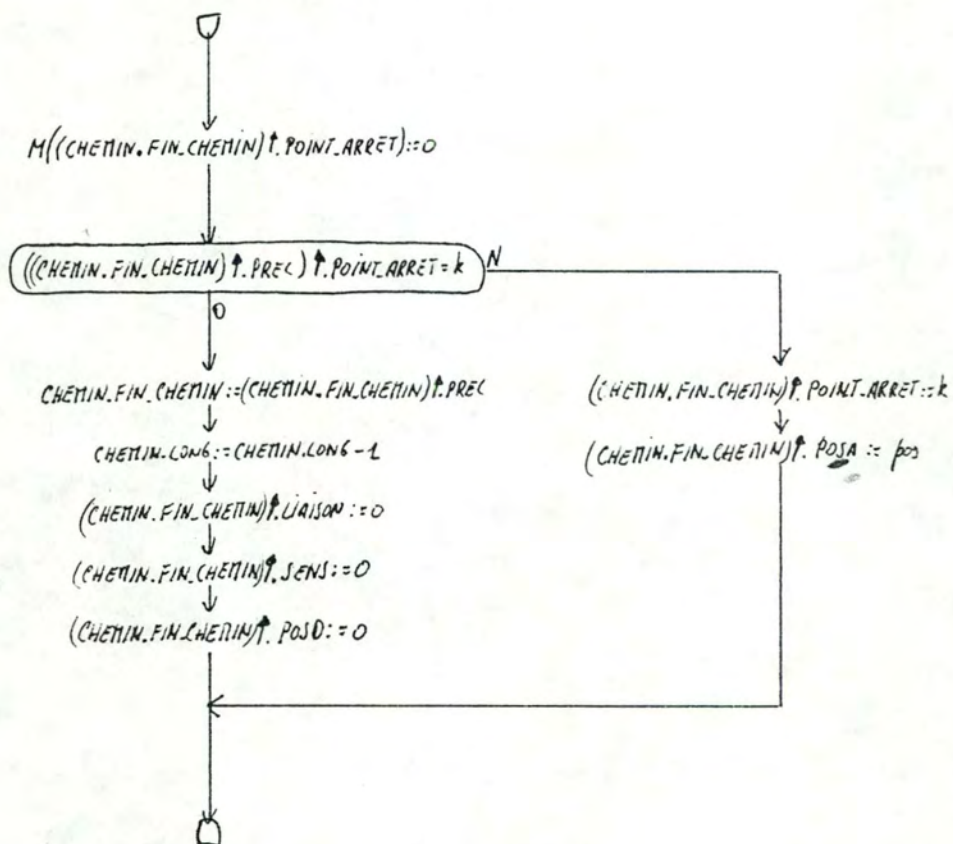 M((CHEMIN.FIN_CHEMIN)↑.POINT_ARRET):=0
(((CHEMIN.FIN_CHEMIN)↑.PREC)↑.POINT_ARRET=k
N
O
CHEMIN.FIN_CHEMIN:=(CHEMIN.FIN_CHEMIN)↑.PREC
CHEMIN.LONG:=CHEMIN.LONG-1
(CHEMIN.FIN_CHEMIN)↑.LIAISON:=0
(CHEMIN.FIN_CHEMIN)↑.SENS:=0
(CHEMIN.FIN_CHEMIN)↑.POSD:=0
(CHEMIN.FIN_CHEMIN)↑.POINT_ARRET:=k
(CHEMIN.FIN_CHEMIN)↑.POSA:=pos